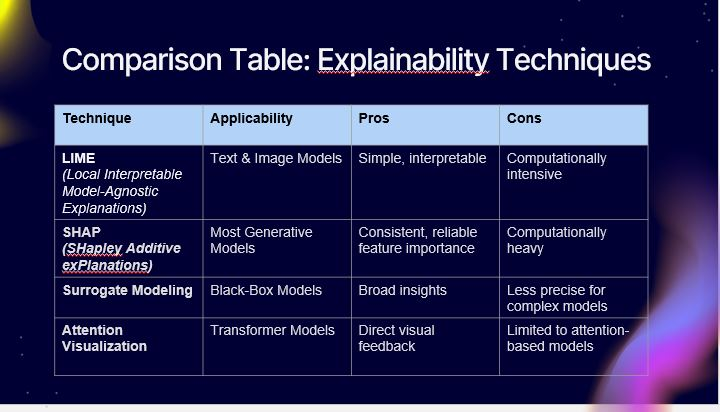 Comparison Table: Explainability Techniques
Technique Applicability Pros Cons
LIME
(Local Interpretable
Model-Agnostic
Explanations)
Text & Image Models
Simple, interpretable
Computationally
intensive
SHAP
(SHapley Additive
exPlanations)
Most Generative
Models
Consistent, reliable
feature importance
Computationally
heavy
Surrogate Modeling
Black-Box Models
Broad insights
Less precise for
complex models
Attention
Visualization
Transformer Models
Direct visual
feedback
Limited to attention-
based models